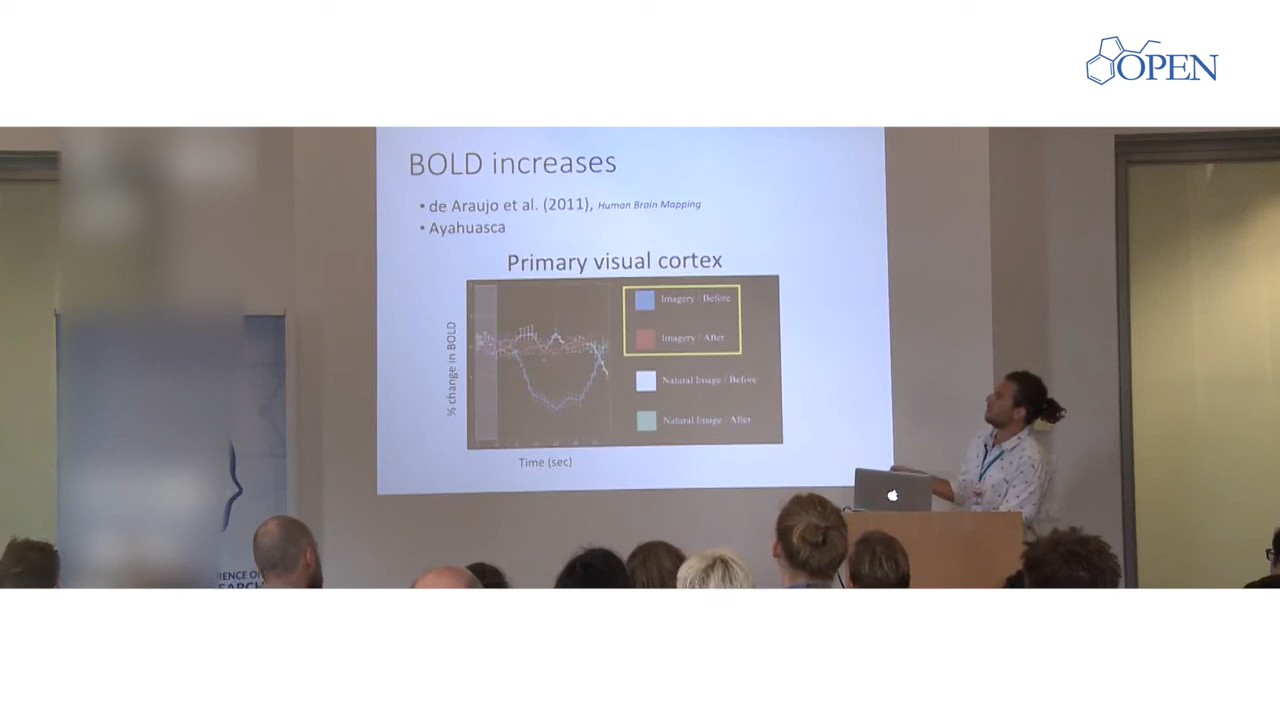 OPEN
BOLD increases
• de Araujo et al. (2011), Human Brain Mapping
• Ayahuasca
Primary visual cortex
% change in BOLD
Imagery / Before
Imagery / After
Natural Image / Before
Natural Image / After
Time (sec)